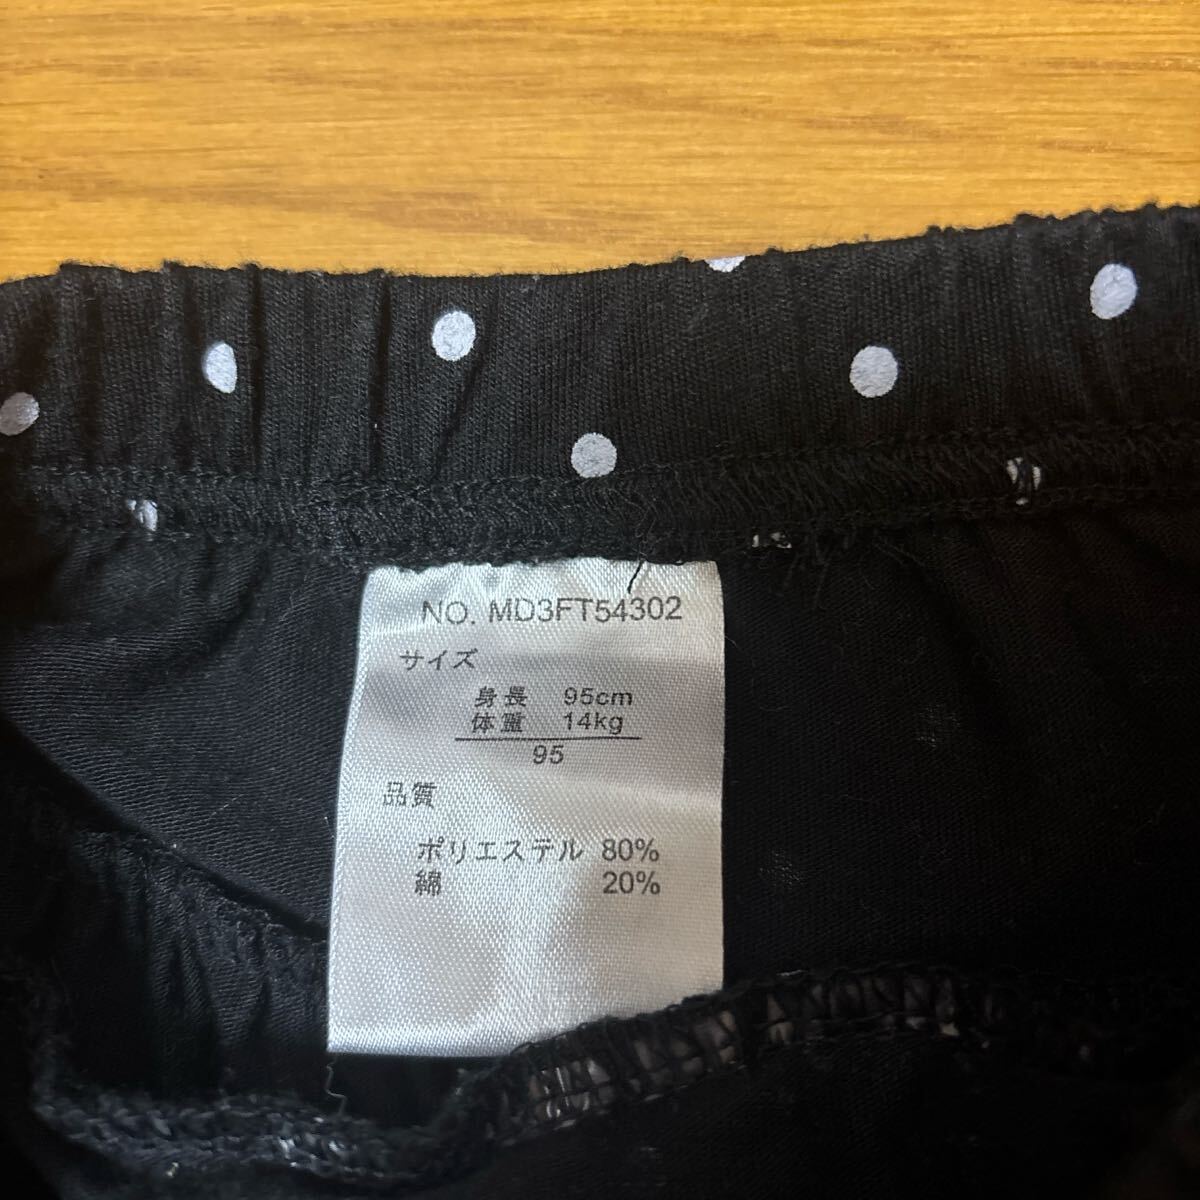 NO. MD3FT54302
サイズ
身長 95cm
体重 14kg
95
品質
ポリエステル 80%
綿 20%